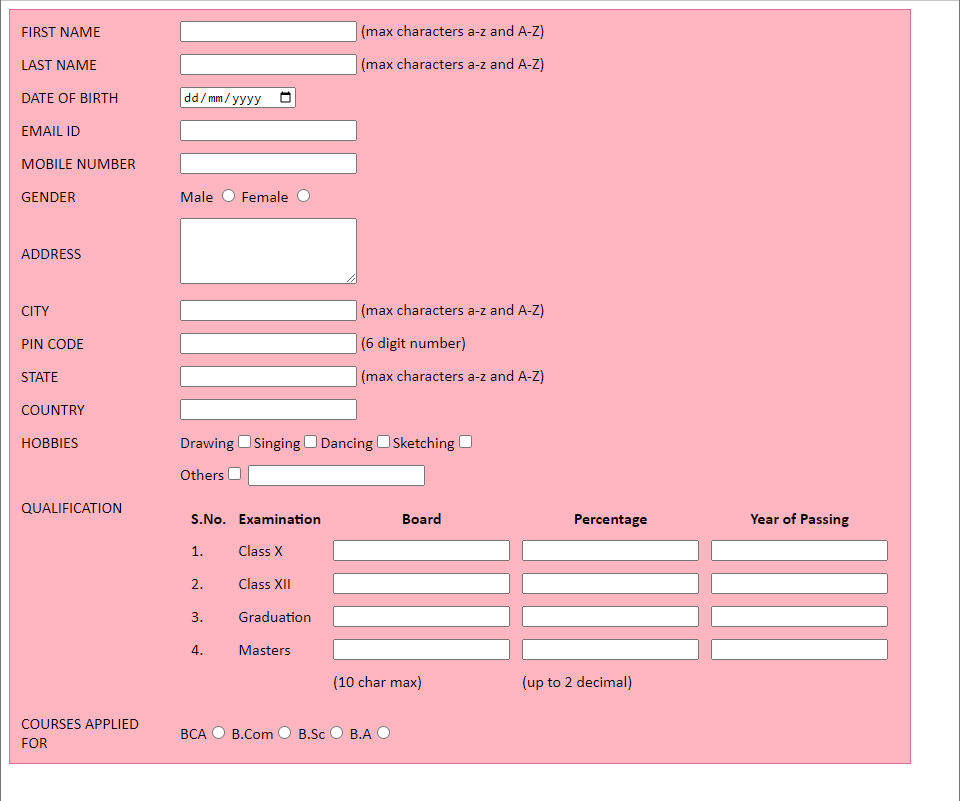 FIRST NAME (max characters a-z and A-Z)
LAST NAME (max characters a-z and A-Z)
DATE OF BIRTH dd/mm/yyyy
EMAIL ID
MOBILE NUMBER
GENDER Male Female
ADDRESS
CITY (max characters a-z and A-Z)
PIN CODE (6 digit number)
STATE (max characters a-z and A-Z)
COUNTRY
HOBBIES Drawing Singing Dancing Sketching
Others
QUALIFICATION
S.No. Examination Board Percentage Year of Passing
1. Class X
2. Class XII
3. Graduation
4. Masters
(10 char max) (up to 2 decimal)
COURSES APPLIED
FOR
BCA B.Com B.Sc B.A